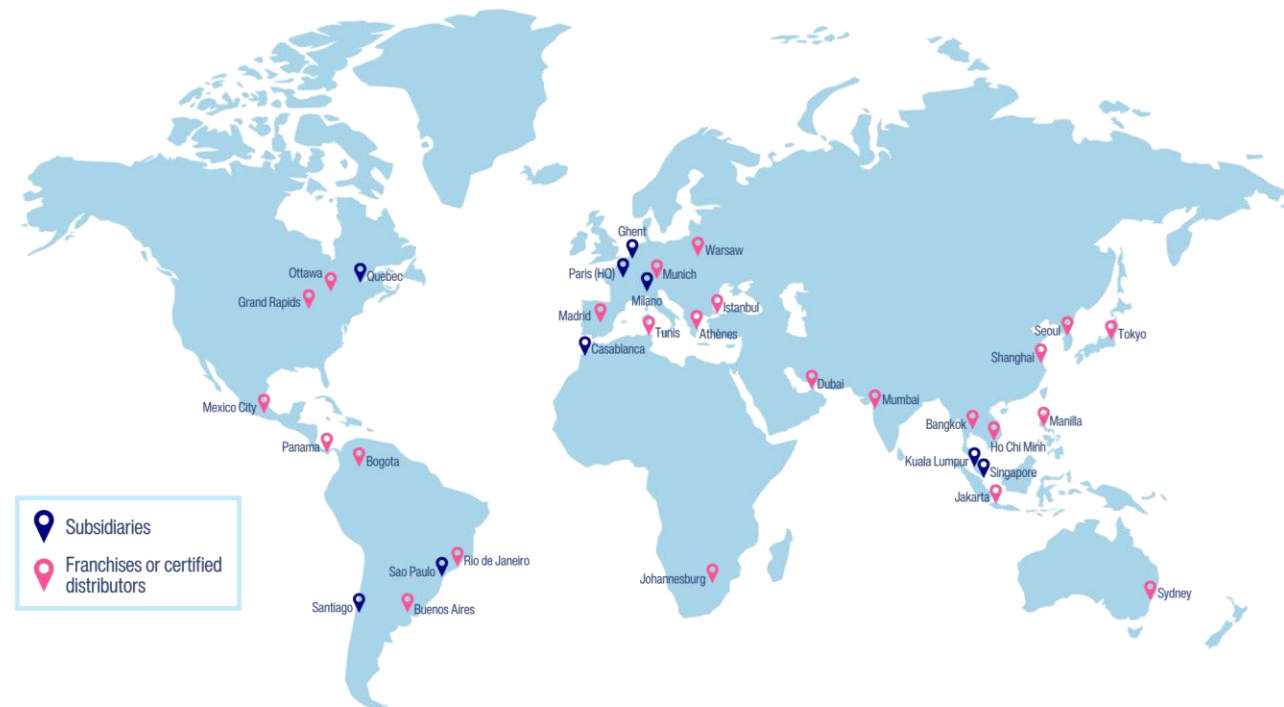 Ghent
Warsaw
Paris (HQ)
Munich
Ottawa
Quebec
Grand Rapids
Milano
Istanbul
Madrid
Tunis
Athènes
Seoul
Tokyo
Casablanca
Shanghai
Dubai
Mumbai
Mexico City
Bangkok
Manilla
Panama
Ho Chi Minh
Bogota
Kuala Lumpur
Singapore
Jakarta
Subsidiaries
Franchises or certified
distributors
Rio de Janeiro
Sao Paulo
Johannesburg
Santiago
Buenos Aires
Sydney